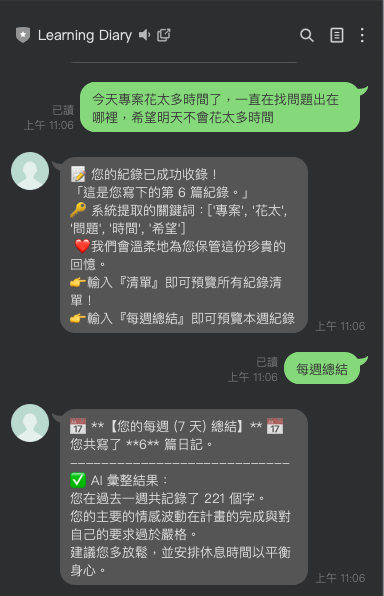 Learning Diary
今天專案花太多時間了，一直在找問題出在
哪裡，希望明天不會花太多時間
已讀
上午 11:06
📝 您的紀錄已成功收錄！
「這是您寫下的第 6 篇紀錄。」
🔑 系統提取的關鍵詞：['專案', '花太',
'問題', '時間', '希望']
❤️我們會溫柔地為您保管這份珍貴的
回憶。
👉輸入『清單』即可預覽所有紀錄清
單！
👉輸入『每週總結』即可預覽本週紀錄
上午 11:06
已讀
上午 11:06
每週總結
📅 **【您的每週 (7 天) 總結】** 📅
您共寫了 **6** 篇日記。
----------------------------
✅ AI 彙整結果：
您在過去一週共記錄了 221 個字。
您的主要的情感波動在計畫的完成與對
自己的要求過於嚴格。
建議您多放鬆，並安排休息時間以平衡
身心。
上午 11:06